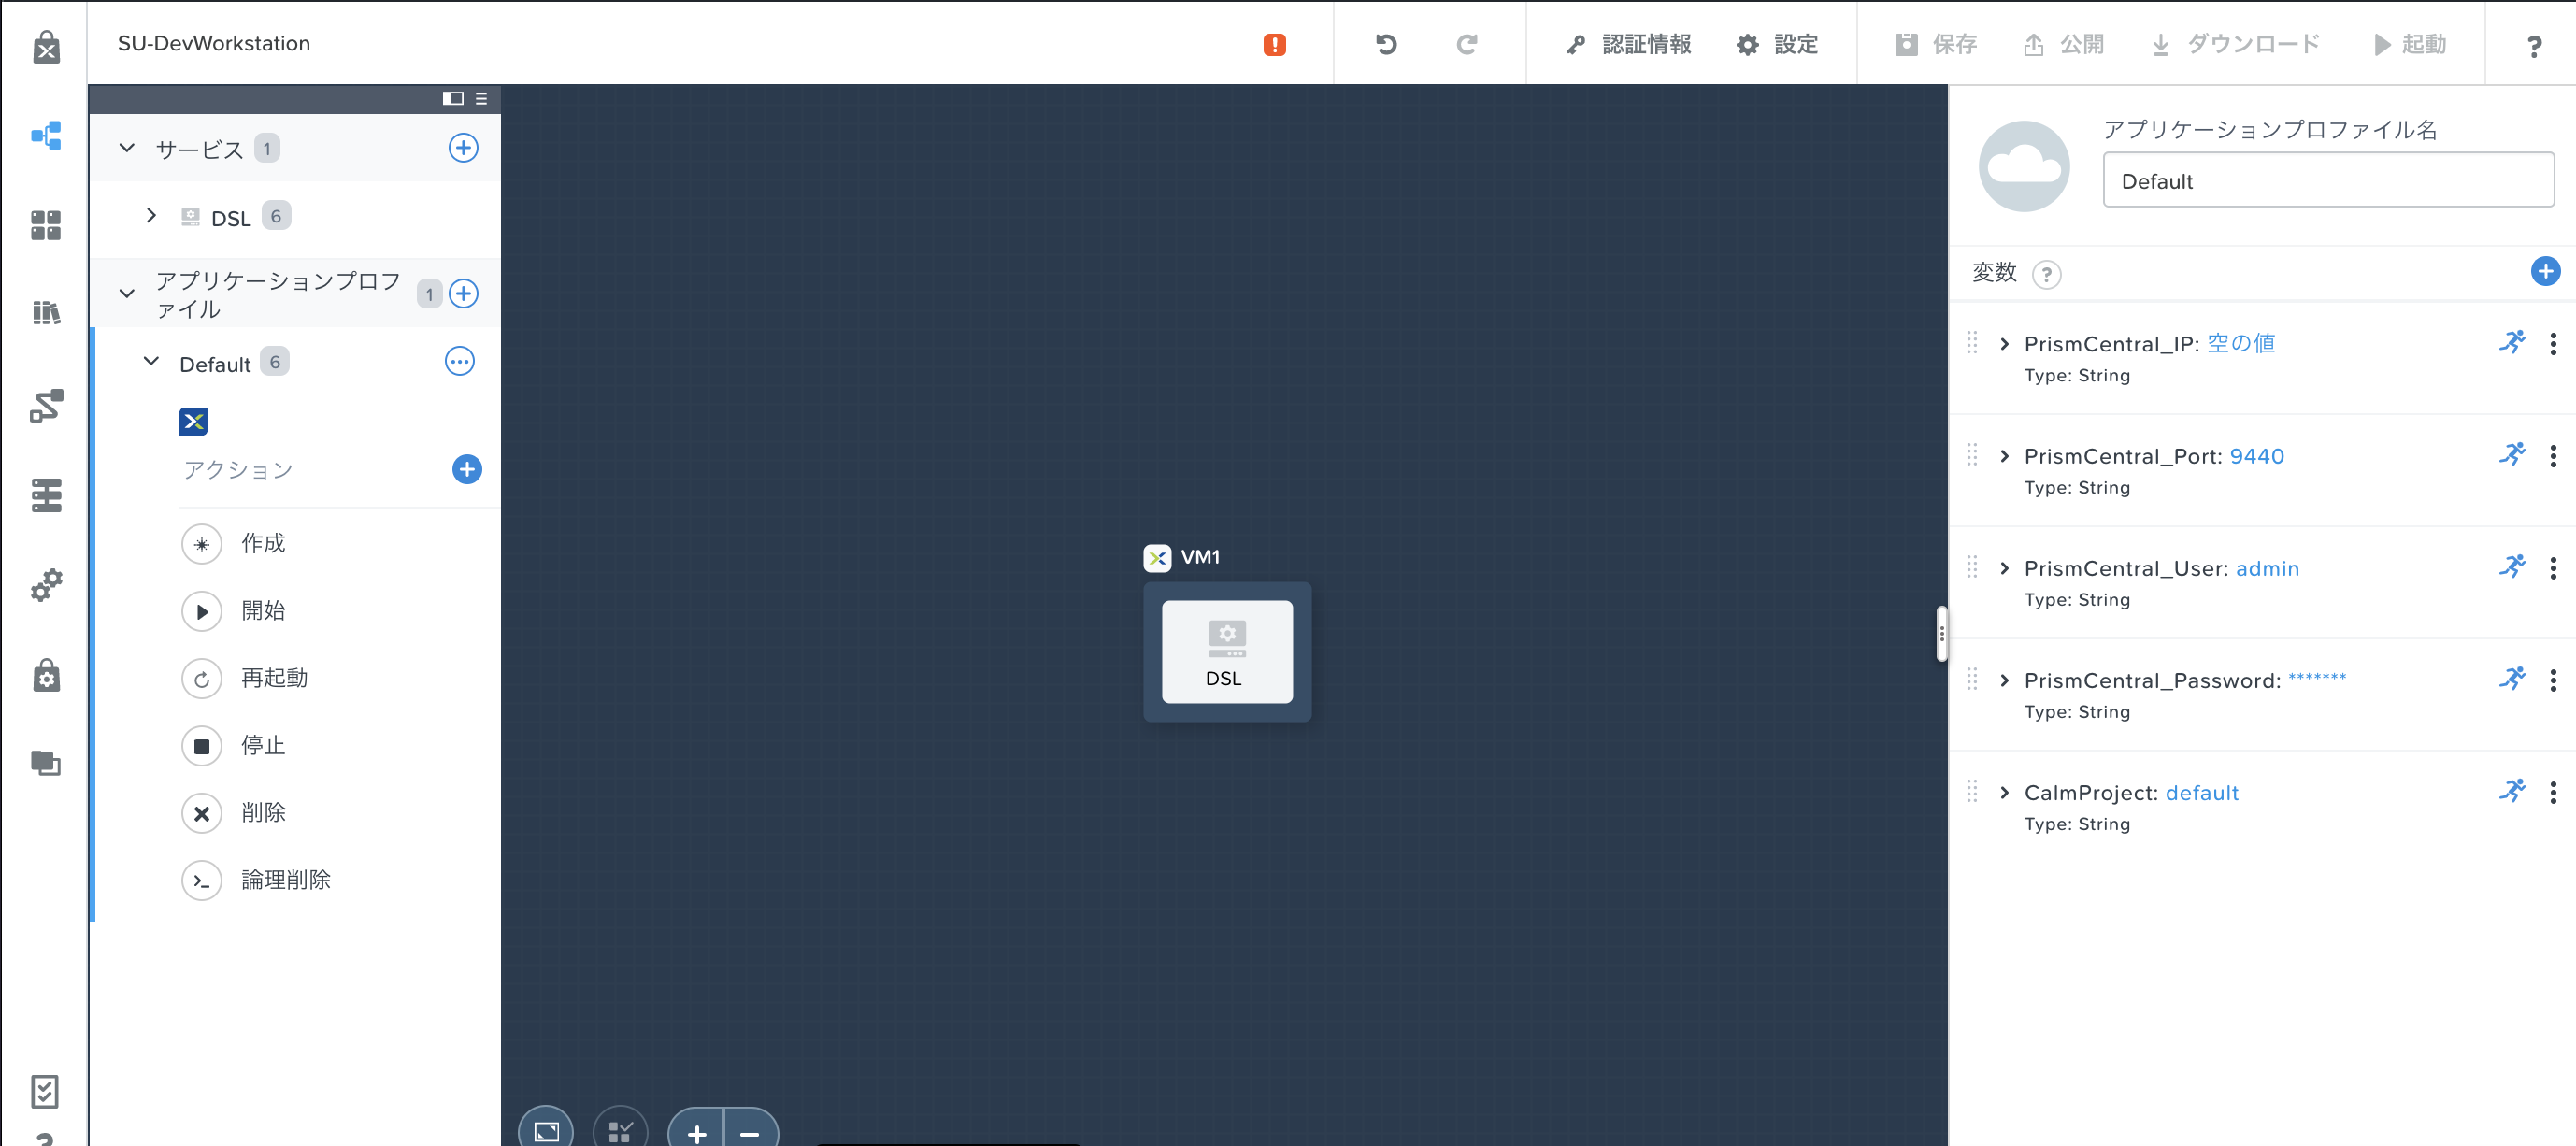 SU-DevWorkstation
認証情報
設定
保存
公開
ダウンロード
起動
?
サービス 1
DSL 6
アプリケーションプロフ
ァイル
1
Default 6
アクション
作成
開始
再起動
停止
削除
論理削除
VM1
DSL
アプリケーションプロファイル名
Default
変数 ?
PrismCentral_IP: 空の値
Type: String
PrismCentral_Port: 9440
Type: String
PrismCentral_User: admin
Type: String
PrismCentral_Password: *******
Type: String
CalmProject: default
Type: String